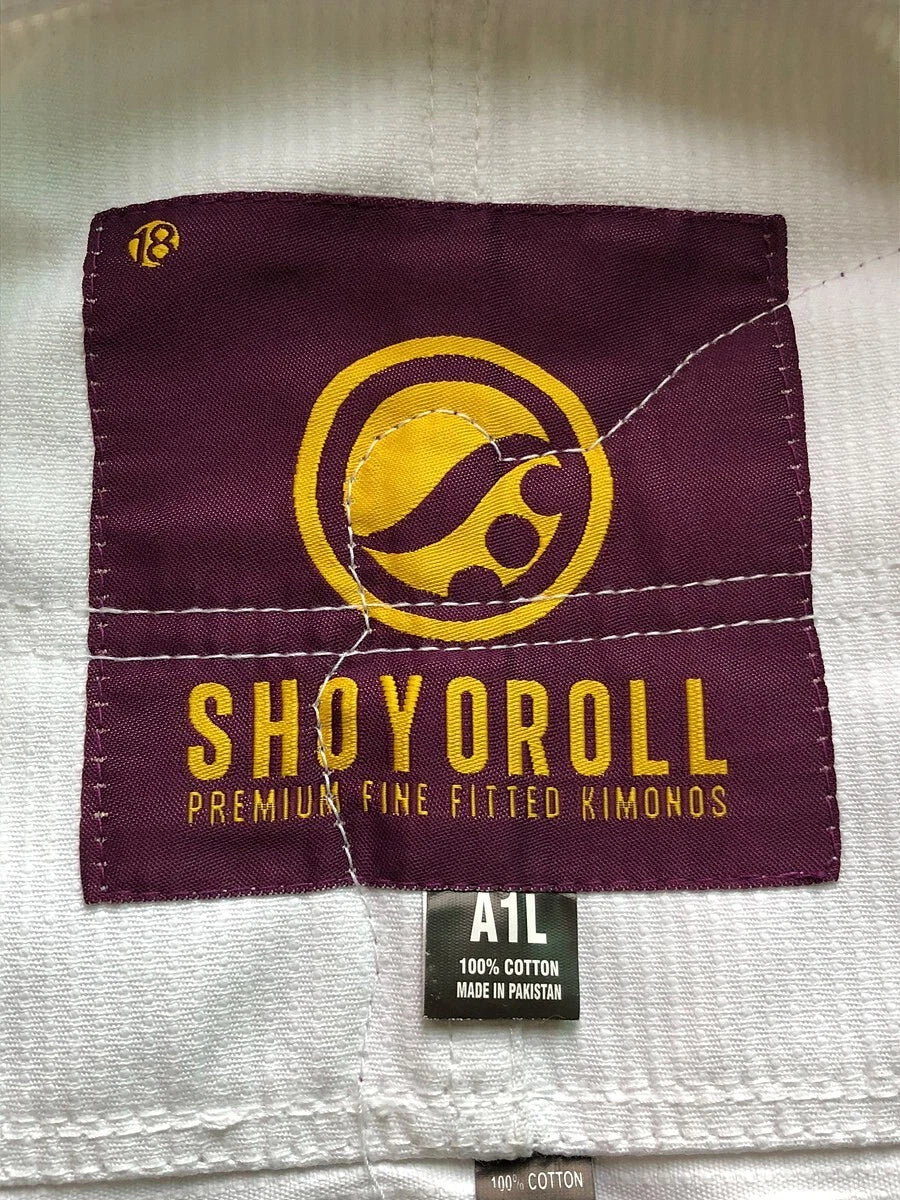 18
SHOYOROLL
PREMIUM FINE FITTED KIMONOS
A1L
100% COTTON
MADE IN PAKISTAN
100% COTTON